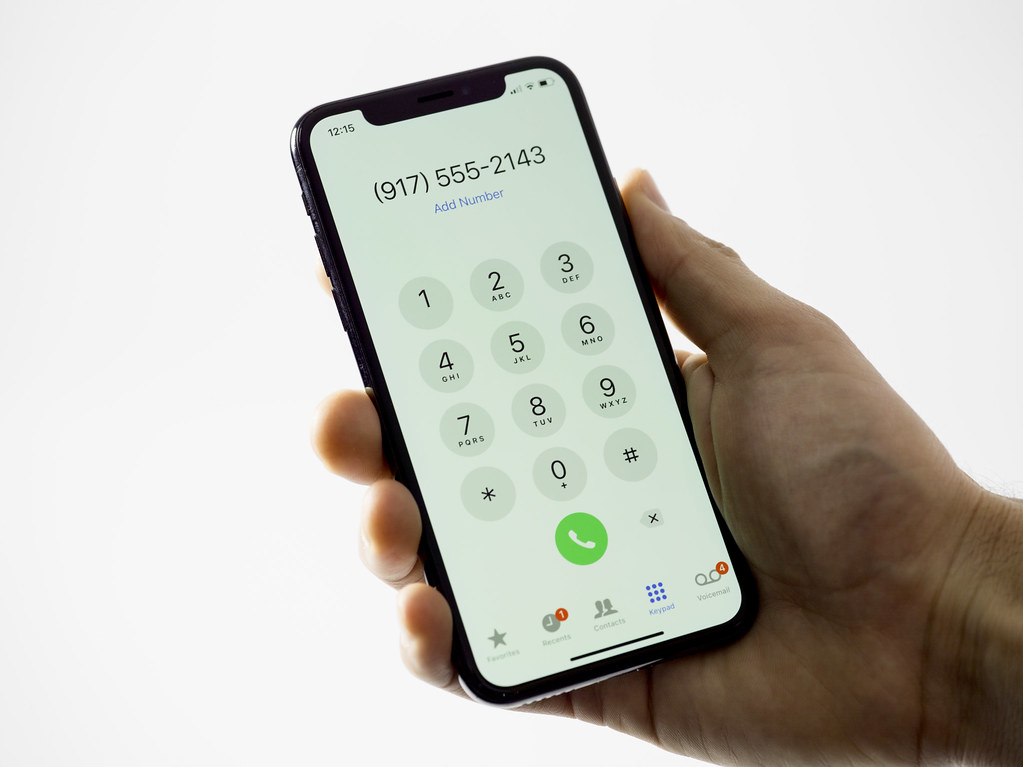 12:15
(917) 555-2143
Add Number
1 2 3
ABC DEF
4 5 6
GHI JKL MNO
7 8 9
PQRS TUV WXYZ
* 0 #
+
1 4
Favorites Recents Contacts Keypad Voicemail